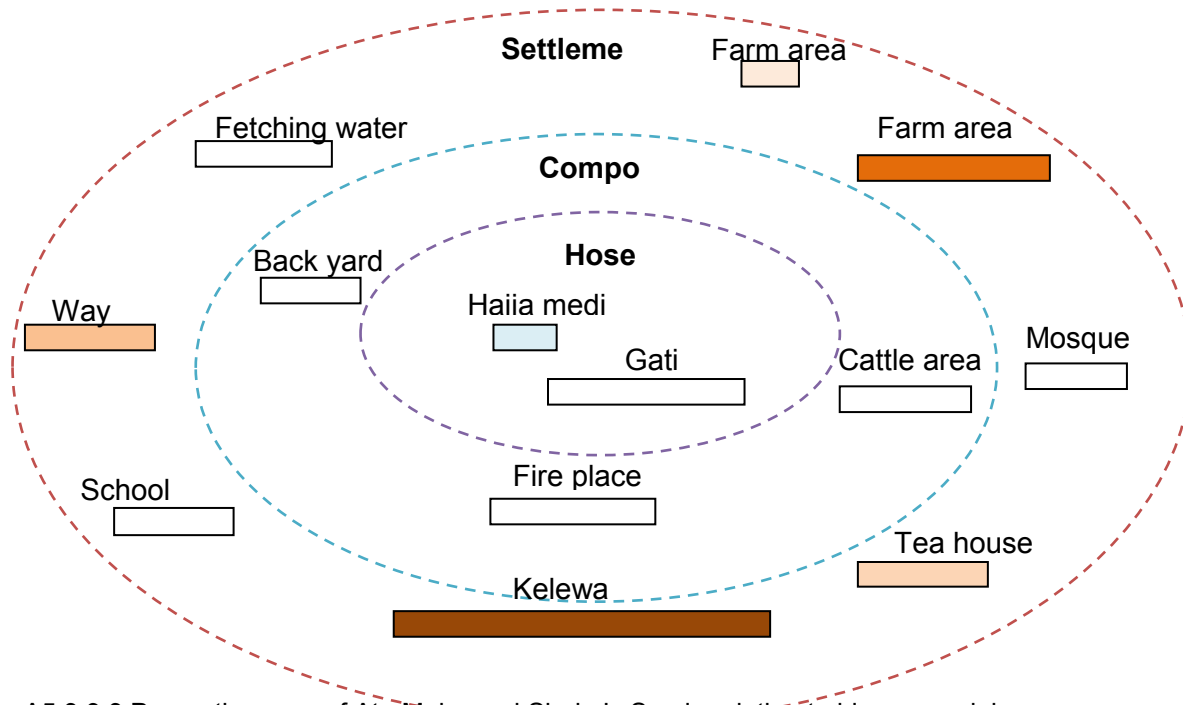 Settleme
Farm area
Fetching water
Farm area
Compo
Back yard
Hose
Way
Haiia medi
Mosque
Gati
Cattle area
School
Fire place
Tea house
Kelewa